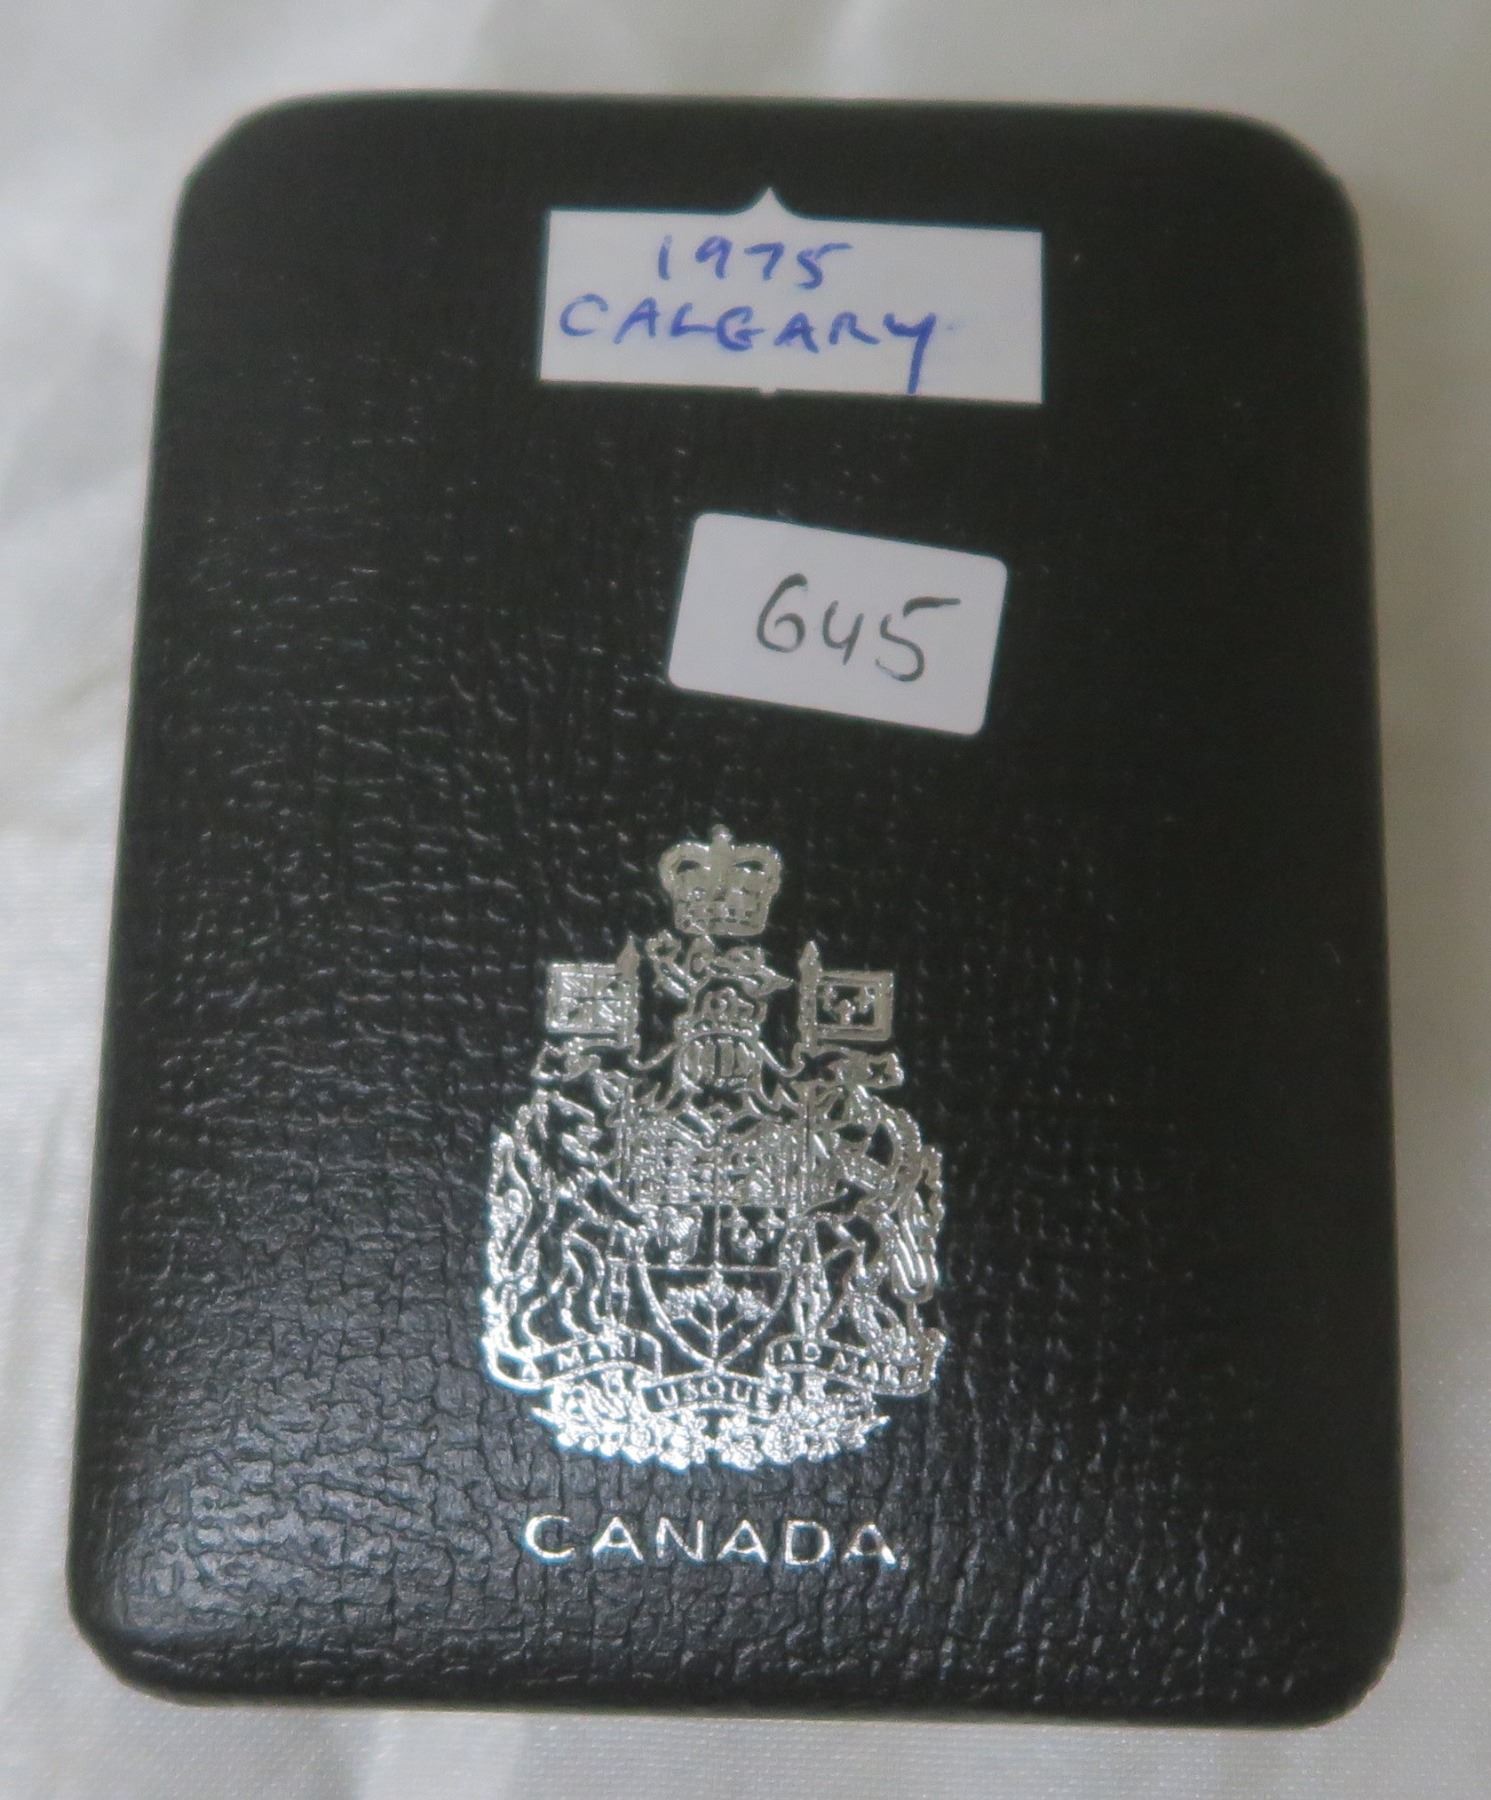 1975
CALGARY
645
MARI AD MARE
USQUE
CANADA